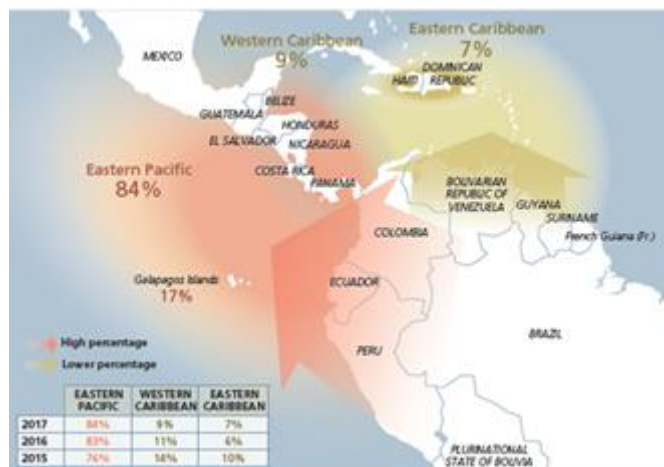 Eastern Caribbean
7%
Western Caribbean
9%
MEXICO
DOMINICAN
HAITI REPUBLIC
BELIZE
GUATEMALA
HONDURAS
EL SALVADOR
NICARAGUA
Eastern Pacific
84%
COSTA RICA
PANAMA
BOLIVARIAN
REPUBLIC OF
VENEZUELA
GUYANA
SURINAME
French Guiana (Fr.)
COLOMBIA
Galapagos Islands
17%
ECUADOR
BRAZIL
PERU
High percentage
Lower percentage
EASTERN PACIFIC WESTERN CARIBBEAN EASTERN CARIBBEAN
2017 84% 9% 7%
2016 83% 11% 6%
2015 76% 14% 10%
PLURINATIONAL
STATE OF BOLIVIA